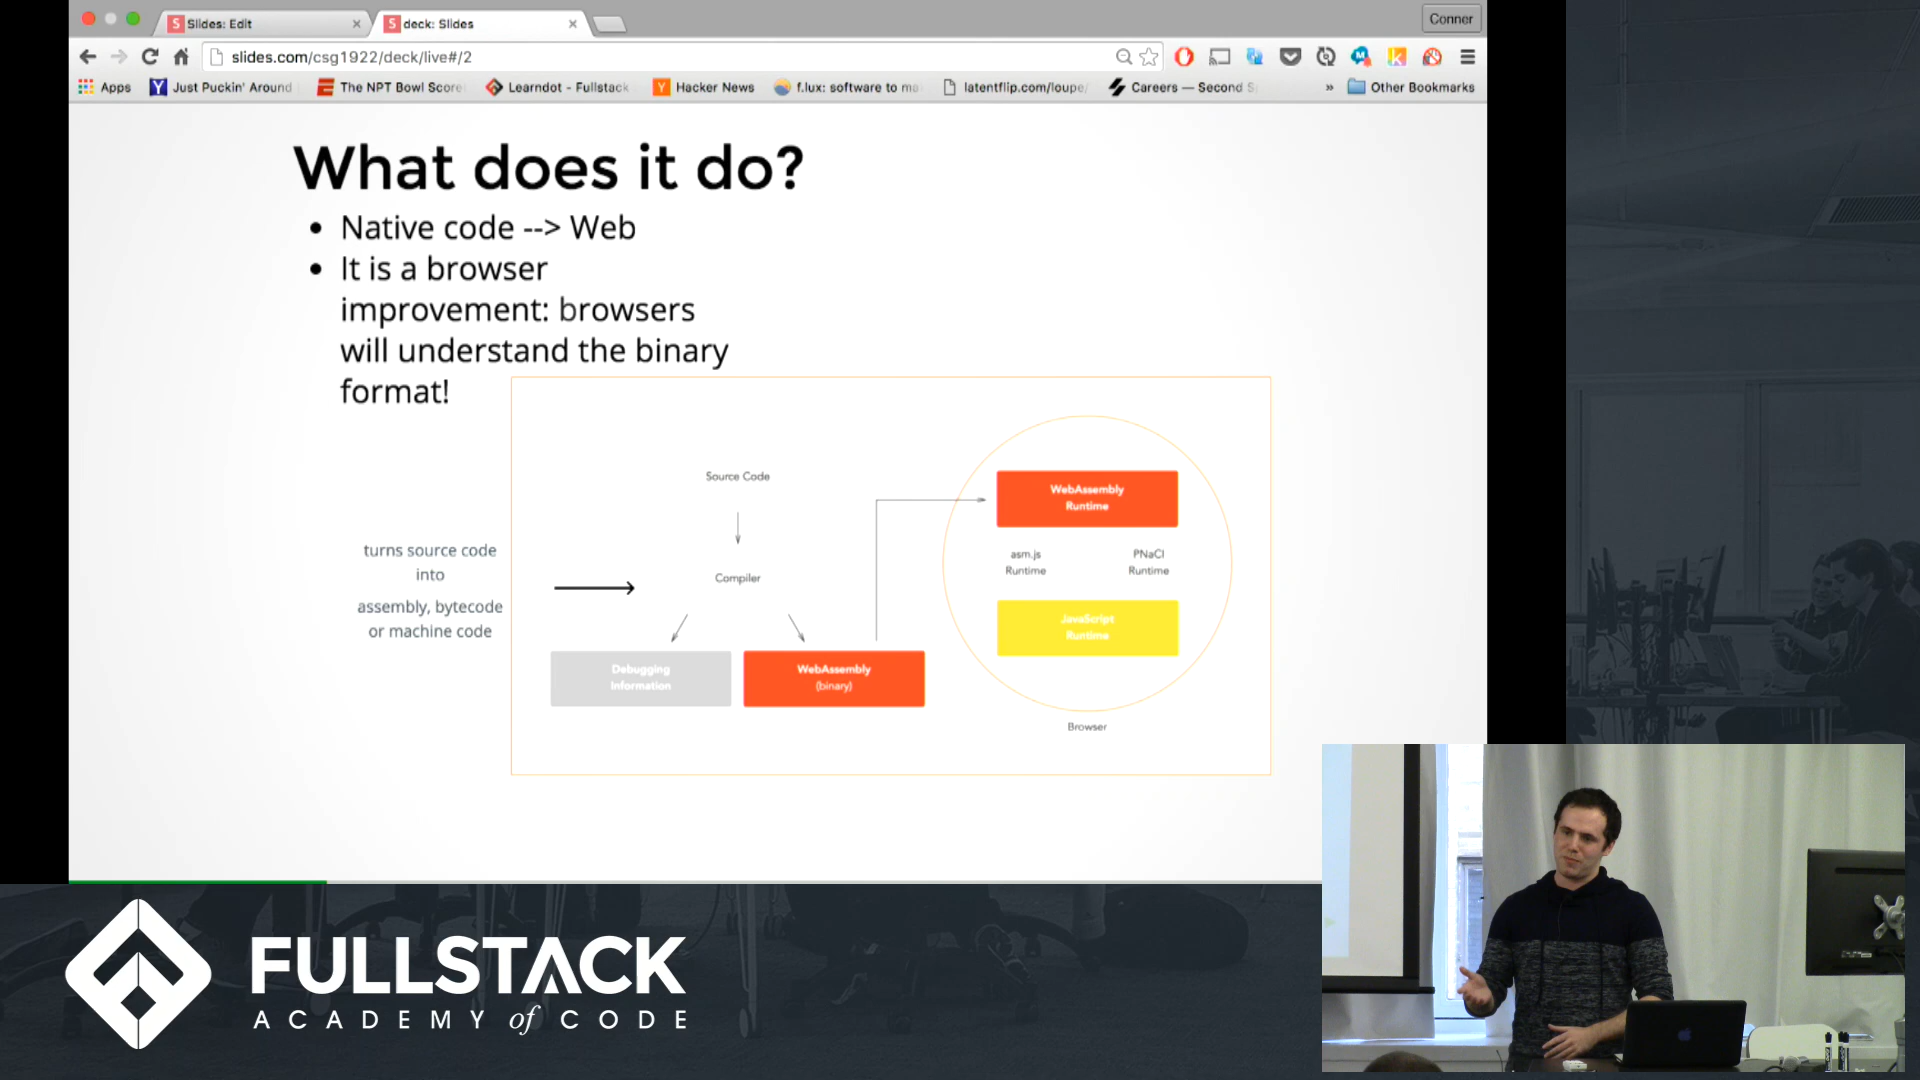 Slides: Edit
deck: Slides
Conner
slides.com/csg1922/deck/live#/2
Apps
Just Puckin' Around
The NPT Bowl Score
Learndot - Fullstack
Hacker News
f.lux: software to ma
latentflip.com/loupe/
Careers — Second S
»
Other Bookmarks
What does it do?
• Native code --> Web
• It is a browser
improvement: browsers
will understand the binary
format!
turns source code
into
assembly, bytecode
or machine code
Source Code
Compiler
Debugging
Information
WebAssembly
(binary)
WebAssembly
Runtime
asm.js
Runtime
PNaCl
Runtime
JavaScript
Runtime
Browser
FULLSTACK
ACADEMY of CODE